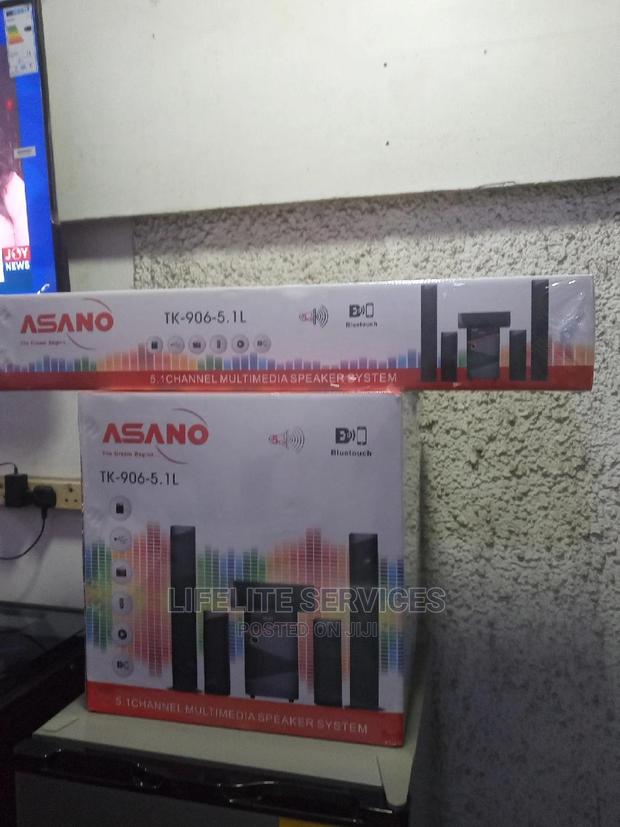 JOY
NEWS
ASANO
The Dream Begins
TK-906-5.1L
5.1
Bluetouch
5.1CHANNEL MULTIMEDIA SPEAKER SYSTEM
ASANO
The Dream Begins
5.1
Bluetouch
TK-906-5.1L
LIFELITE SERVICES
POSTED ON JIJI
5.1CHANNEL MULTIMEDIA SPEAKER SYSTEM